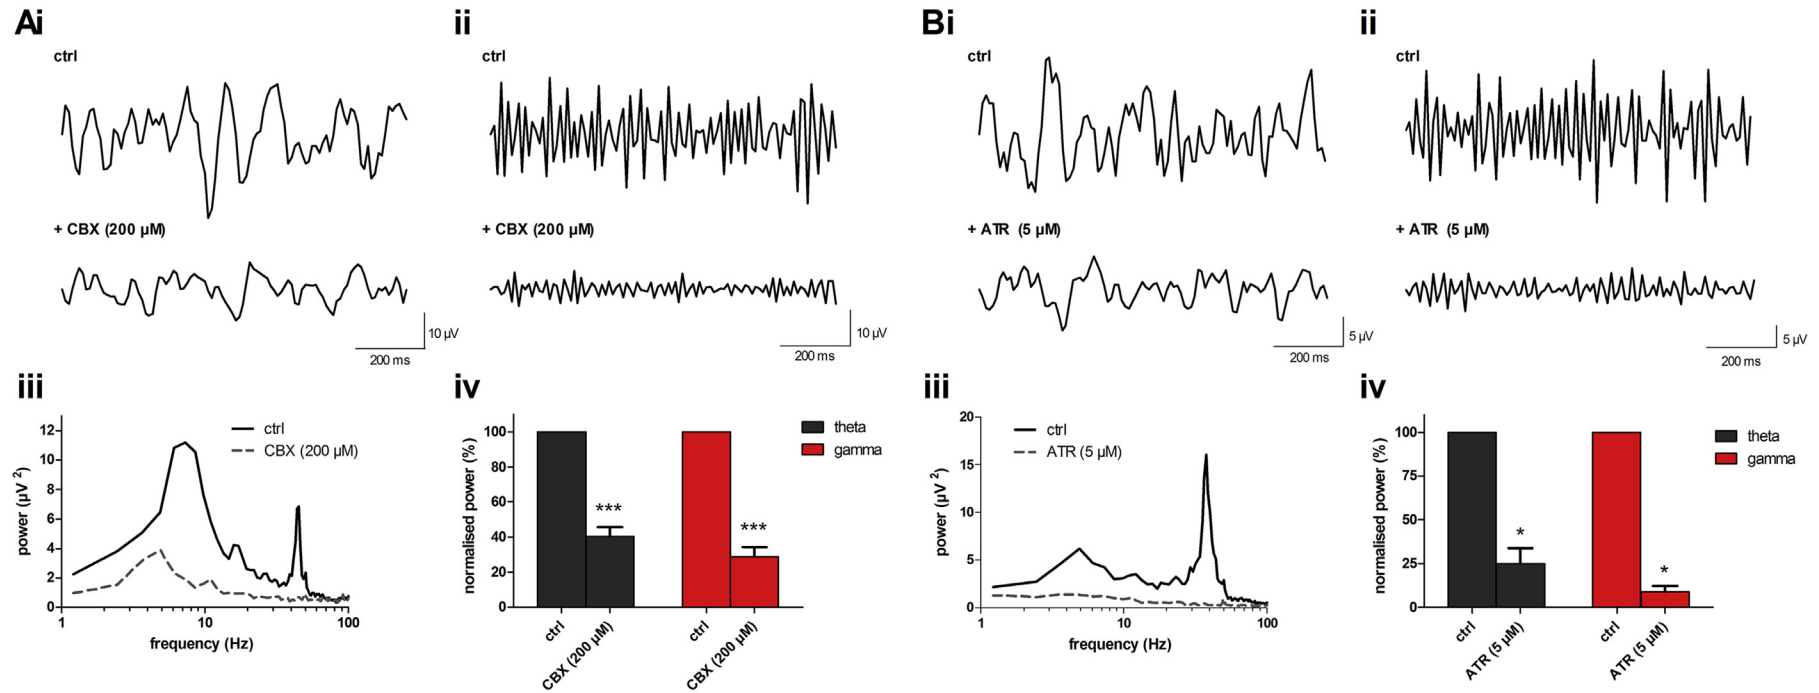 Ai
ii
Bi
ii
ctrl
ctrl
ctrl
ctrl
+ CBX (200 µM)
+ CBX (200 µM)
+ ATR (5 µM)
+ ATR (5 µM)
10 µV
200 ms
10 µV
200 ms
5 µV
200 ms
5 µV
200 ms
iii
power (µV 2)
12
10
8
6
4
2
0
1
10
100
frequency (Hz)
ctrl
CBX (200 µM)
iv
normalised power (%)
100
80
60
40
20
0
***
***
ctrl
CBX (200 µM)
ctrl
CBX (200 µM)
theta
gamma
iii
power (µV 2)
20
15
10
5
0
1
10
100
frequency (Hz)
ctrl
ATR (5 µM)
iv
normalised power (%)
100
75
50
25
0
*
*
ctrl
ATR (5 µM)
ctrl
ATR (5 µM)
theta
gamma